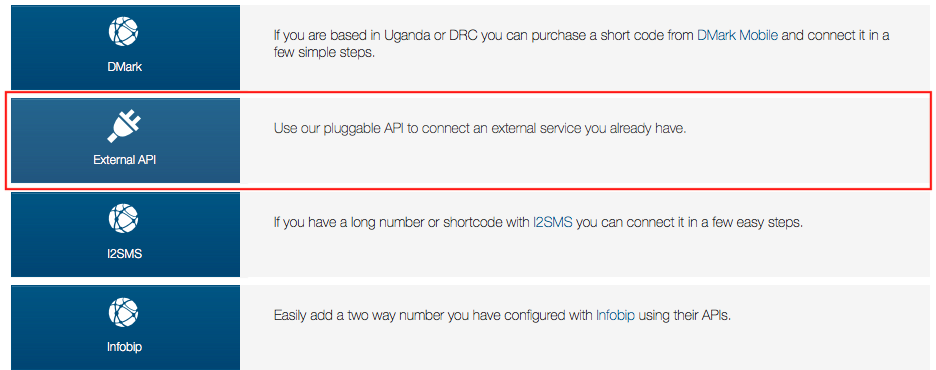 DMark
If you are based in Uganda or DRC you can purchase a short code from DMark Mobile and connect it in a
few simple steps.
External API
Use our pluggable API to connect an external service you already have.
I2SMS
If you have a long number or shortcode with I2SMS you can connect it in a few easy steps.
Infobip
Easily add a two way number you have configured with Infobip using their APIs.